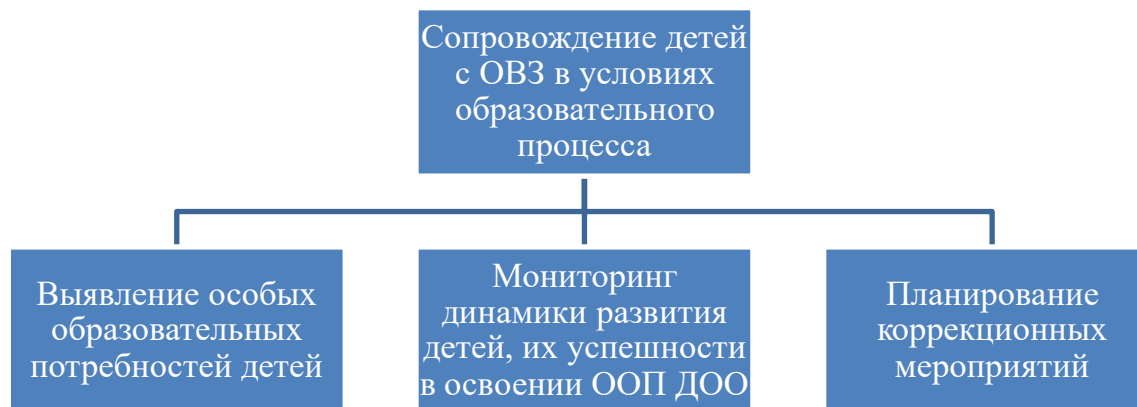 Сопровождение детей
с ОВЗ в условиях
образовательного
процесса
Выявление особых
образовательных
потребностей детей
Мониторинг
динамики развития
детей, их успешности
в освоении ООП ДОО
Планирование
коррекционных
мероприятий